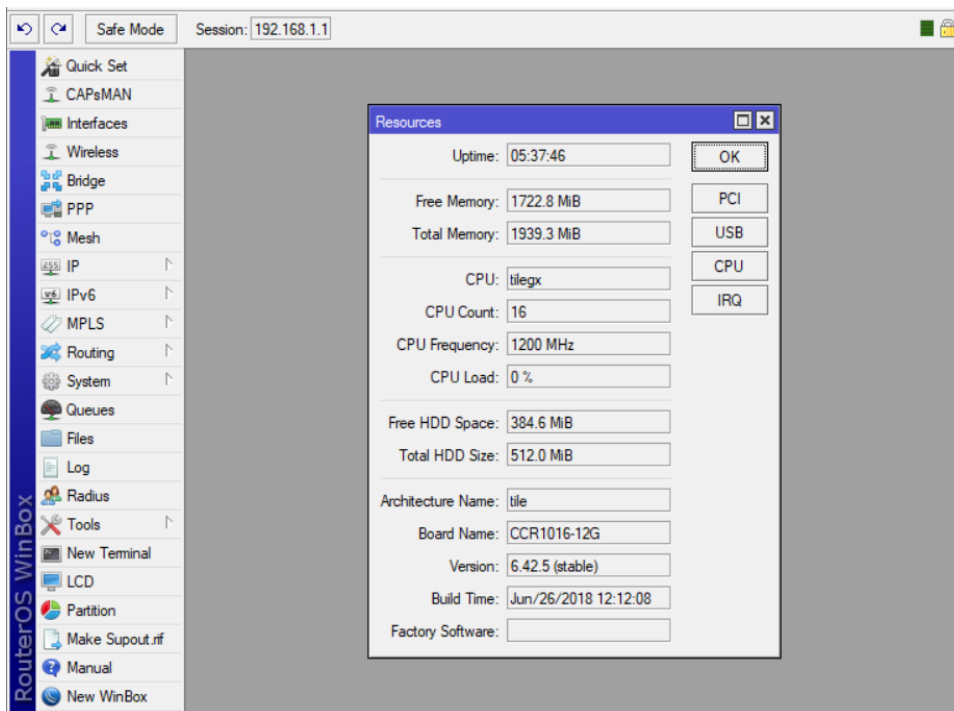 Safe Mode Session: 192.168.1.1
Quick Set
CAPsMAN
Interfaces
Wireless
Bridge
PPP
Mesh
IP
IPv6
MPLS
Routing
System
Queues
Files
Log
Radius
Tools
New Terminal
LCD
Partition
Make Supout.rif
Manual
New WinBox
RouterOS WinBox
Resources
Uptime: 05:37:46
Free Memory: 1722.8 MiB
Total Memory: 1939.3 MiB
CPU: tilegx
CPU Count: 16
CPU Frequency: 1200 MHz
CPU Load: 0 %
Free HDD Space: 384.6 MiB
Total HDD Size: 512.0 MiB
Architecture Name: tile
Board Name: CCR1016-12G
Version: 6.42.5 (stable)
Build Time: Jun/26/2018 12:12:08
Factory Software:
OK
PCI
USB
CPU
IRQ